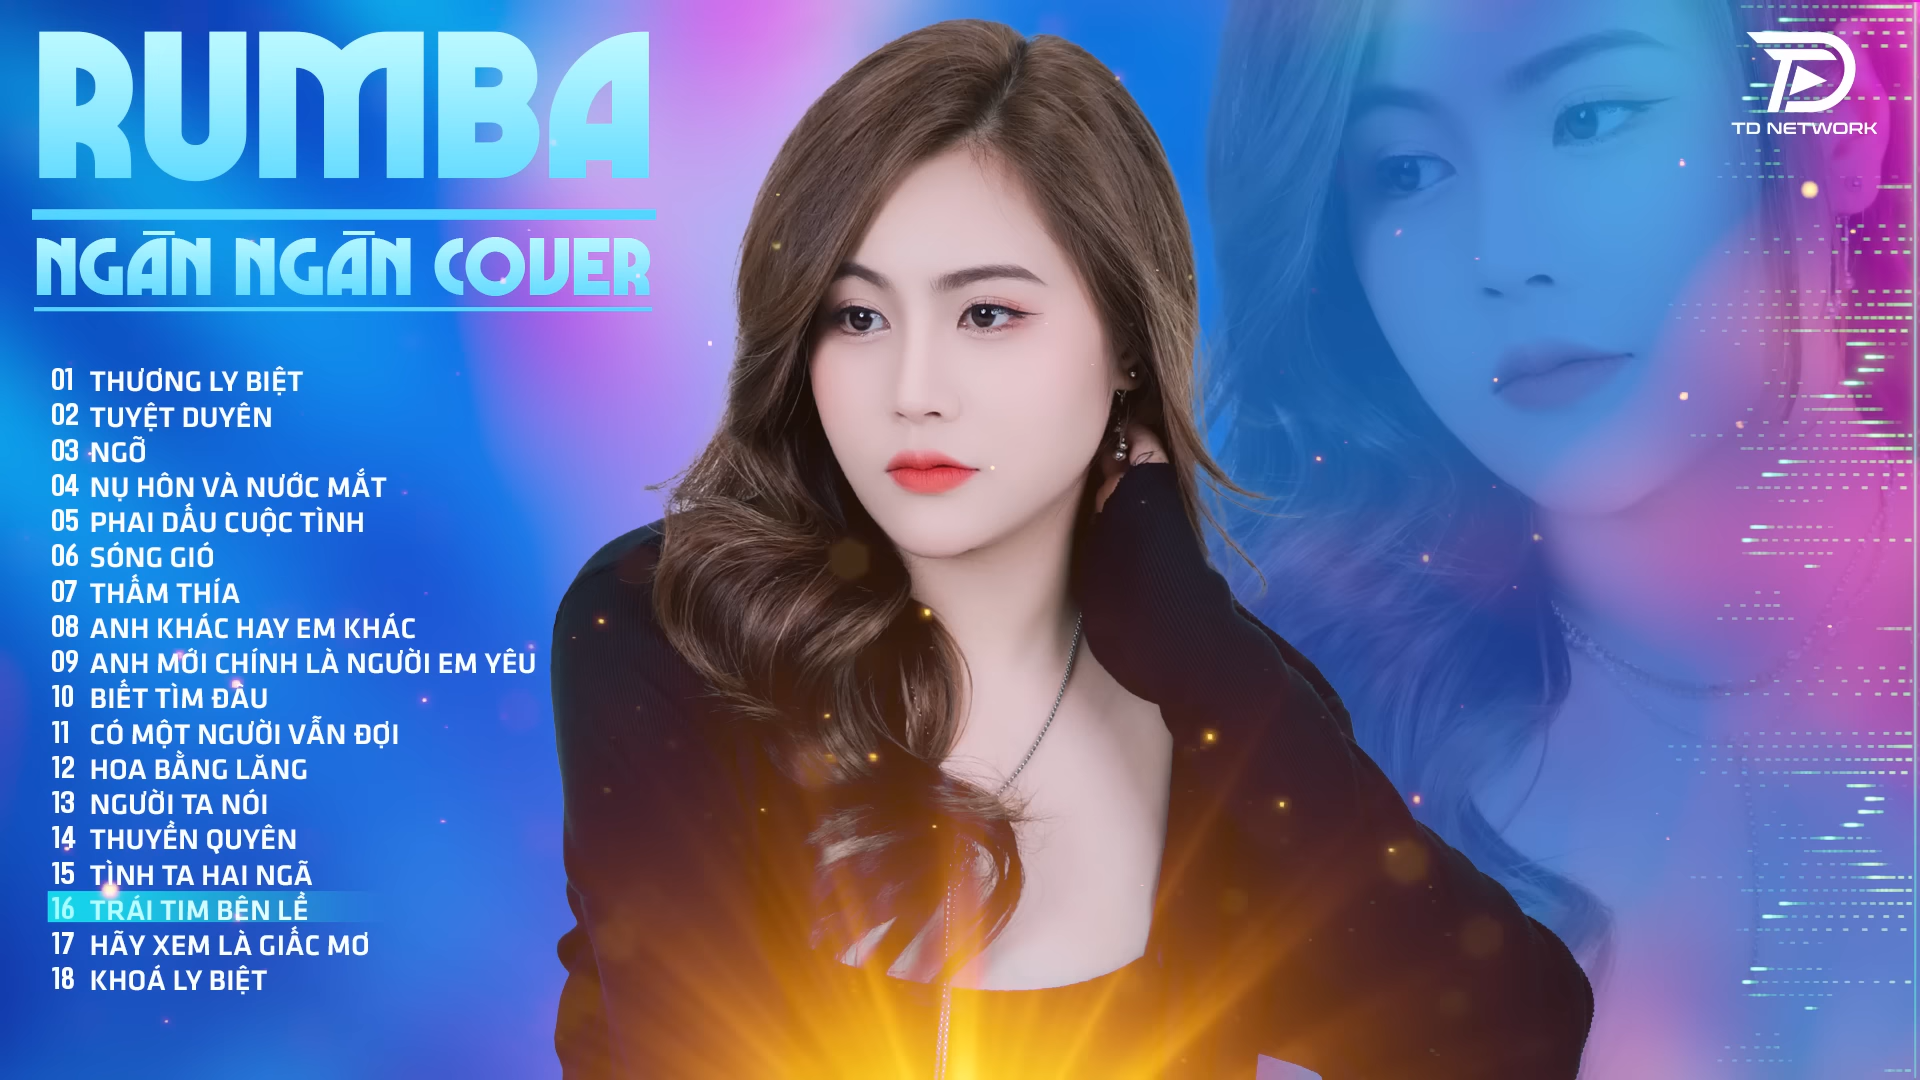 RUMBA
NGÂN NGÂN COVER
01 THƯƠNG LY BIỆT
02 TUYỆT DUYÊN
03 NGỠ
04 NỤ HÔN VÀ NƯỚC MẮT
05 PHAI DẤU CUỘC TÌNH
06 SÓNG GIÓ
07 THẤM THÍA
08 ANH KHÁC HAY EM KHÁC
09 ANH MỚI CHÍNH LÀ NGƯỜI EM YÊU
10 BIẾT TÌM ĐÂU
11 CÓ MỘT NGƯỜI VẪN ĐỢI
12 HOA BẰNG LĂNG
13 NGƯỜI TA NÓI
14 THUYỀN QUYÊN
15 TÌNH TA HAI NGÃ
16 TRÁI TIM BÊN LỀ
17 HÃY XEM LÀ GIẤC MƠ
18 KHOÁ LY BIỆT
TD NETWORK